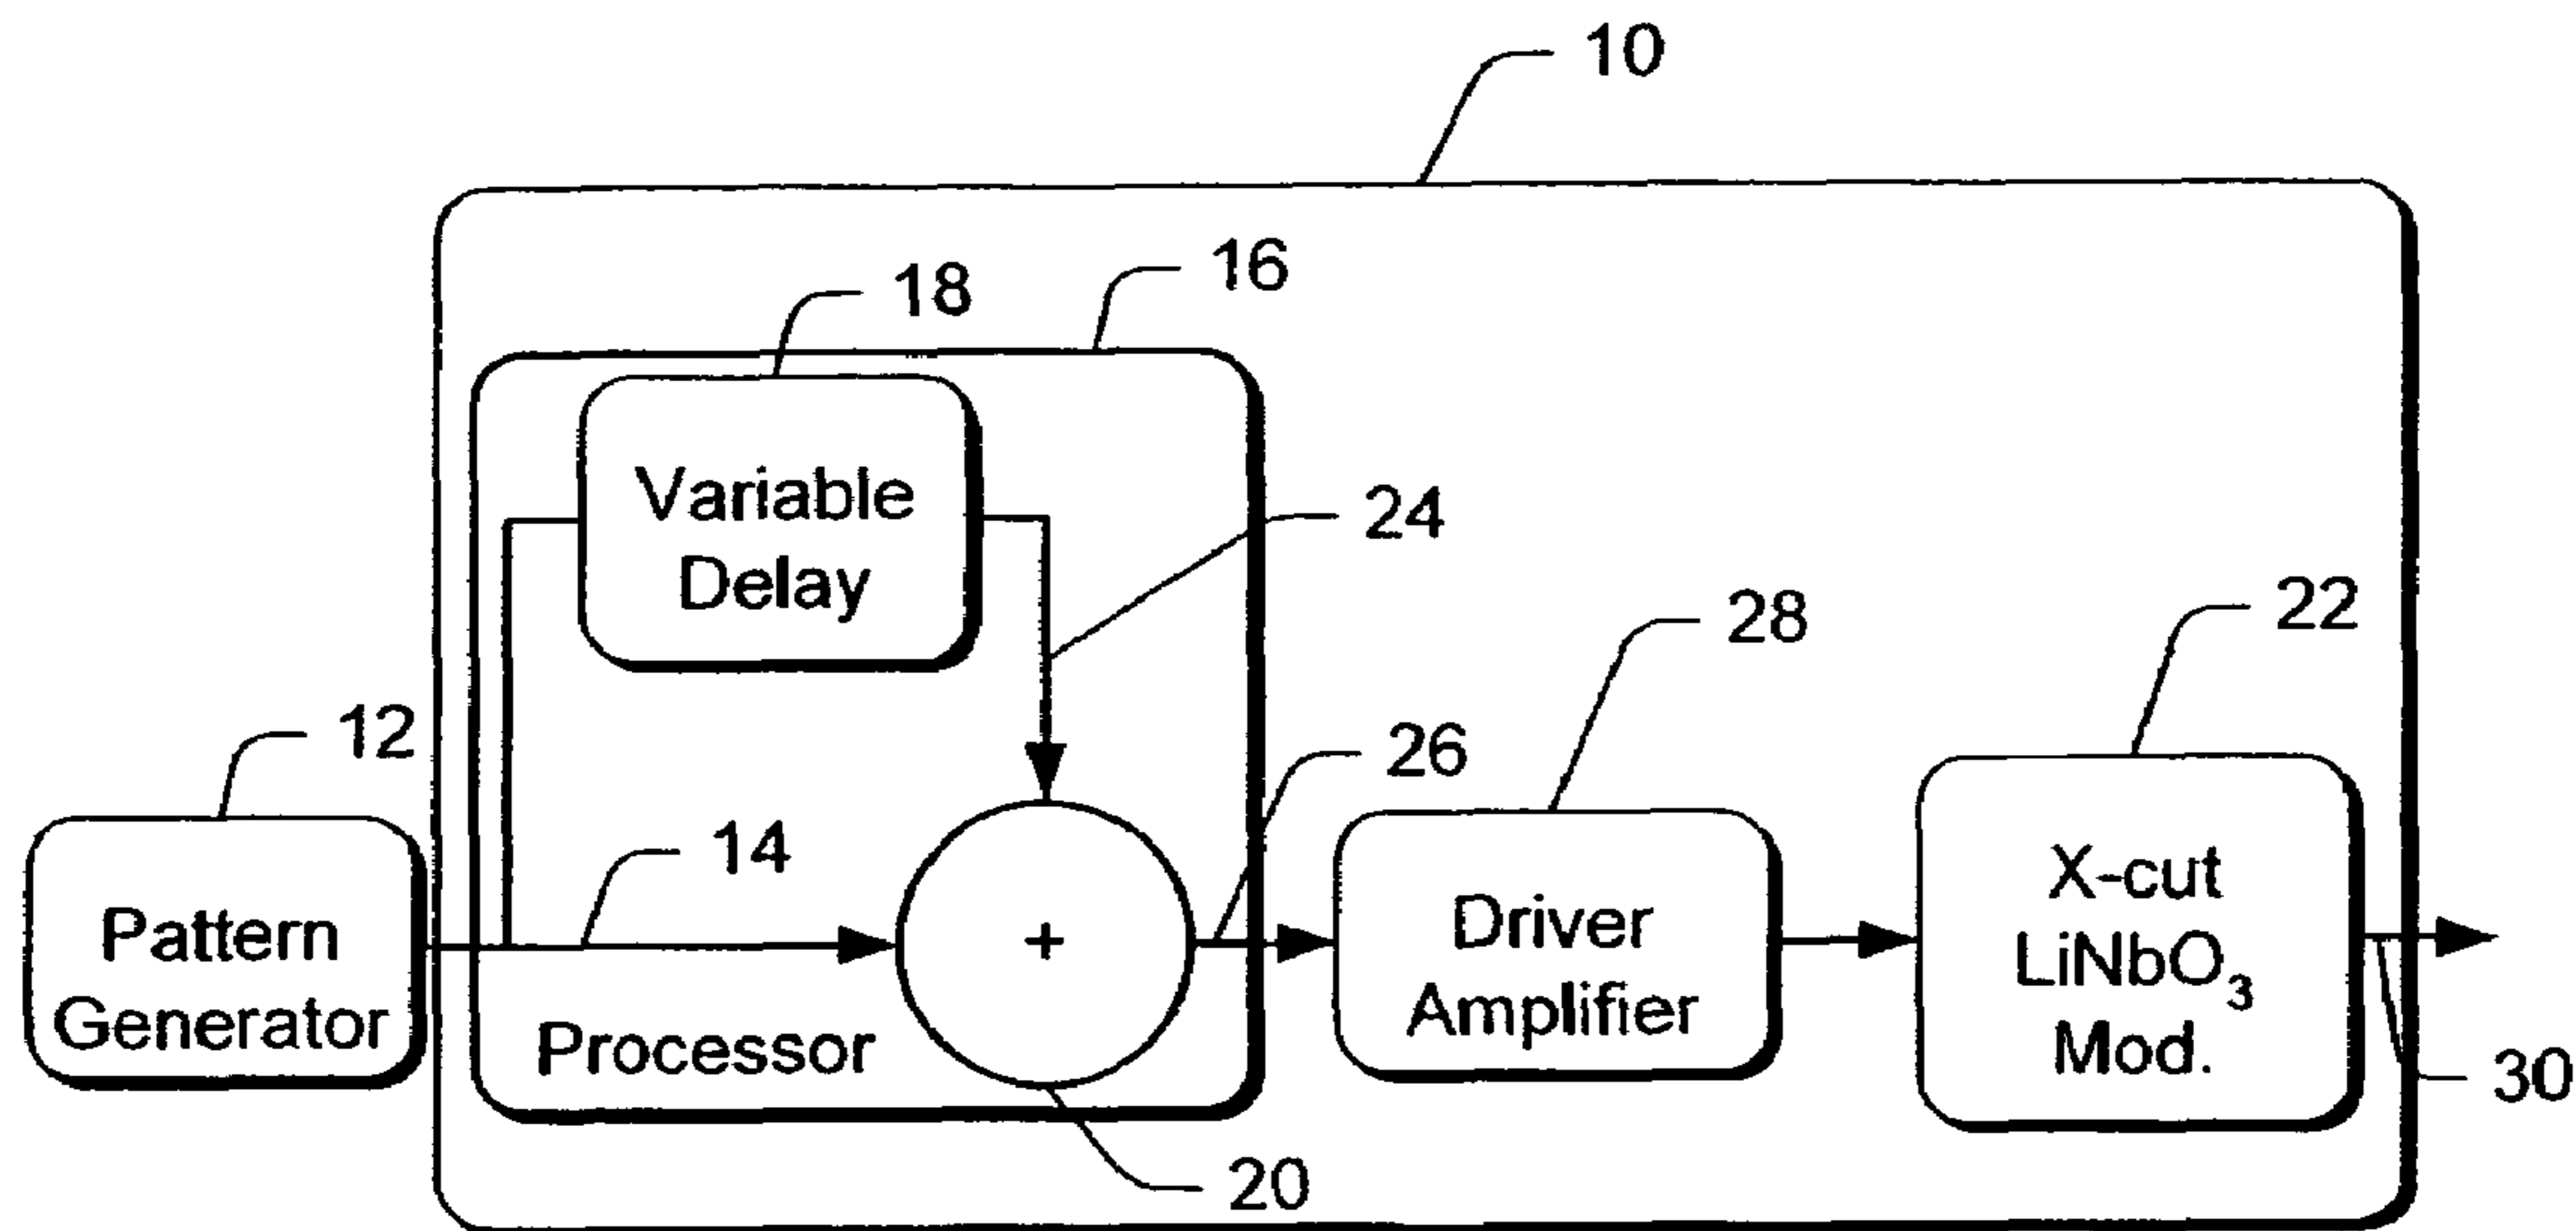 10
16
18
Variable
Delay
24
28
22
12
26
14
Pattern
Generator
+
Processor
Driver
Amplifier
X-cut
LiNbO₃
Mod.
30
20